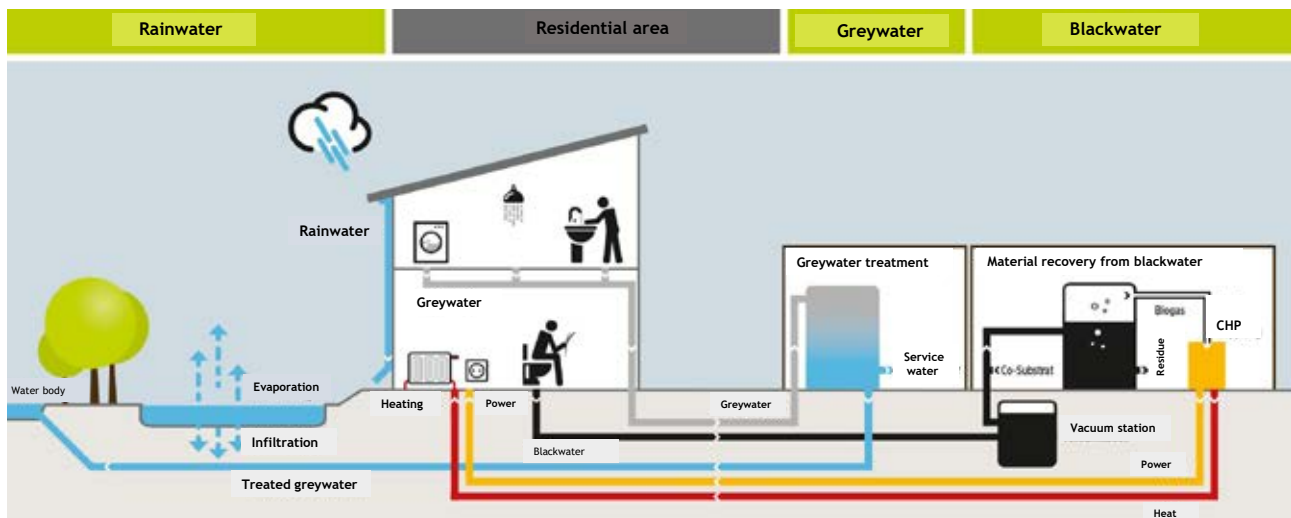 Rainwater
Residential area
Greywater
Blackwater
Rainwater
Greywater treatment
Material recovery from blackwater
Greywater
Biogas
CHP
Residue
Service
water
Co-Substrat
Water body
Evaporation
Heating
Power
Greywater
Infiltration
Blackwater
Vacuum station
Treated greywater
Power
Heat